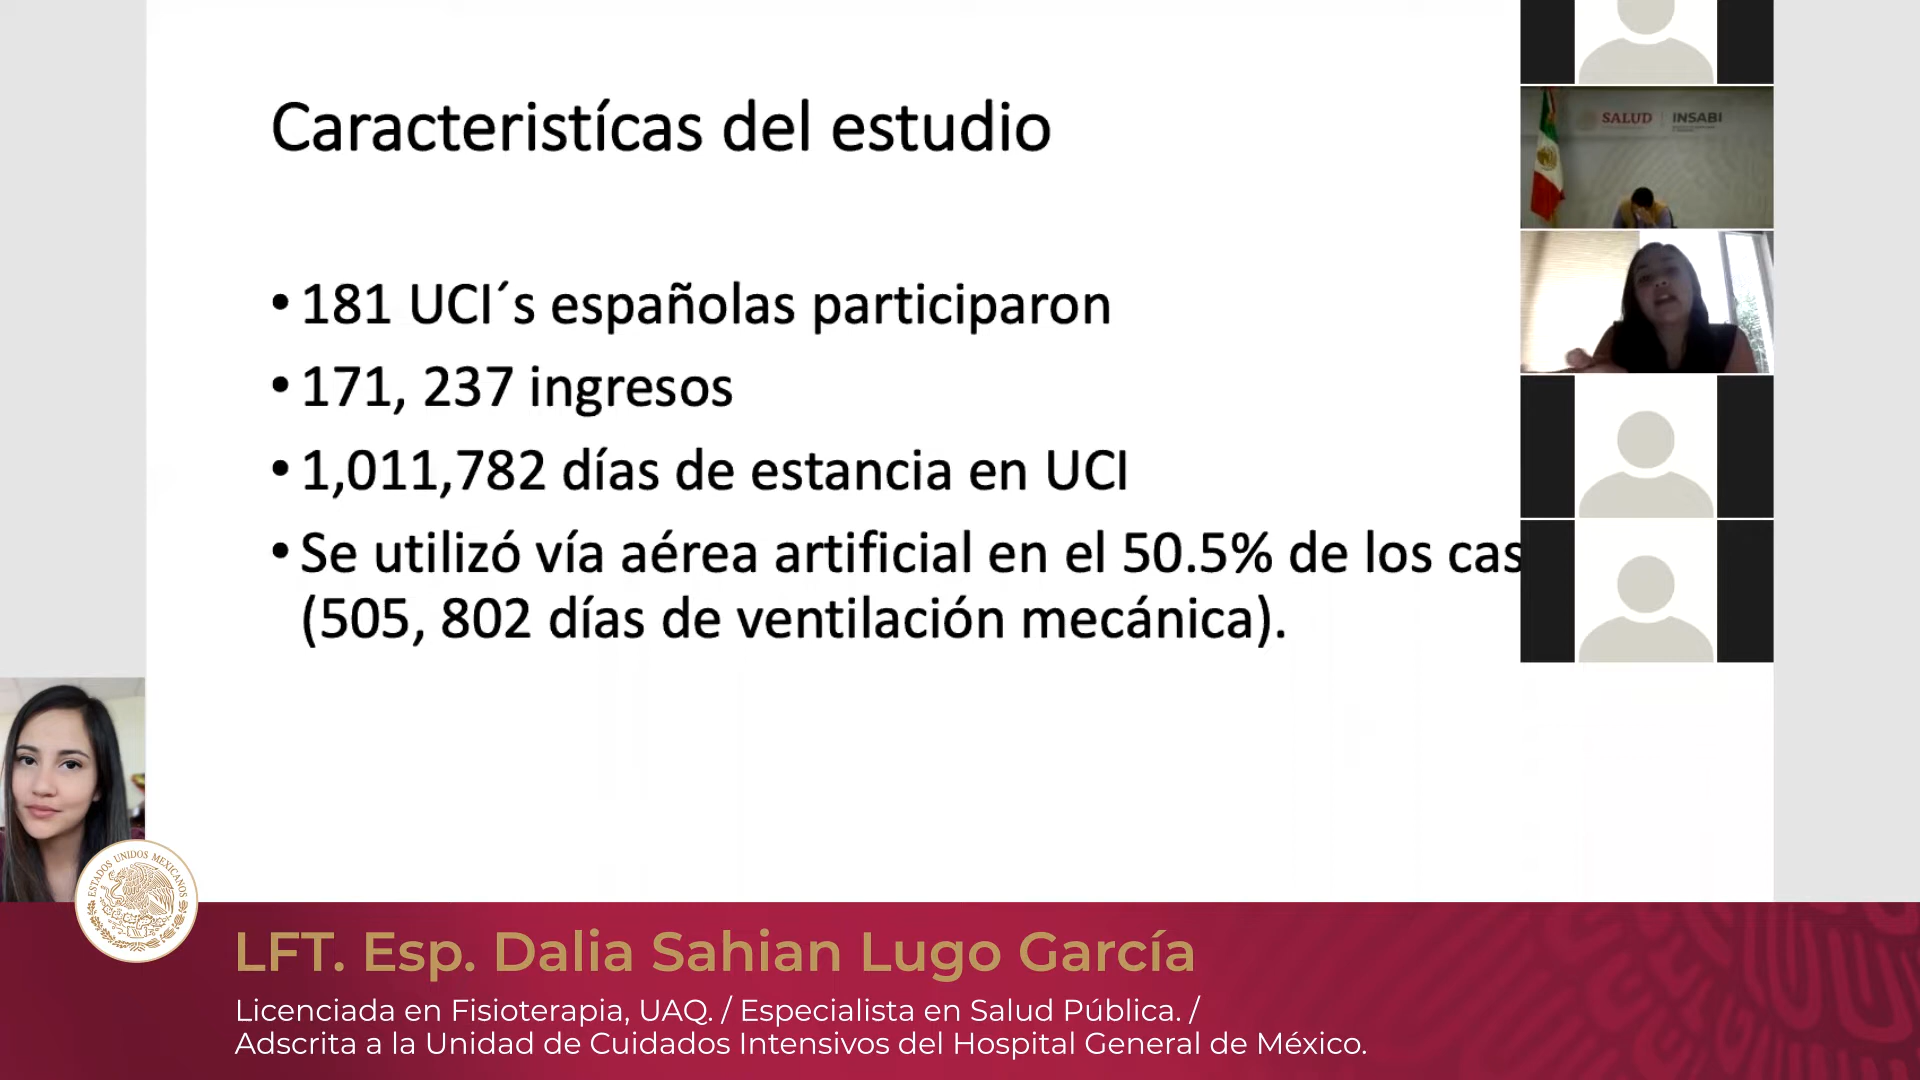 Caracteristícas del estudio
• 181 UCI´s españolas participaron
• 171, 237 ingresos
• 1,011,782 días de estancia en UCI
• Se utilizó vía aérea artificial en el 50.5% de los cas
(505, 802 días de ventilación mecánica).
SALUD | INSABI
ESTADOS UNIDOS MEXICANOS
LFT. Esp. Dalia Sahian Lugo García
Licenciada en Fisioterapia, UAQ. / Especialista en Salud Pública. /
Adscrita a la Unidad de Cuidados Intensivos del Hospital General de México.